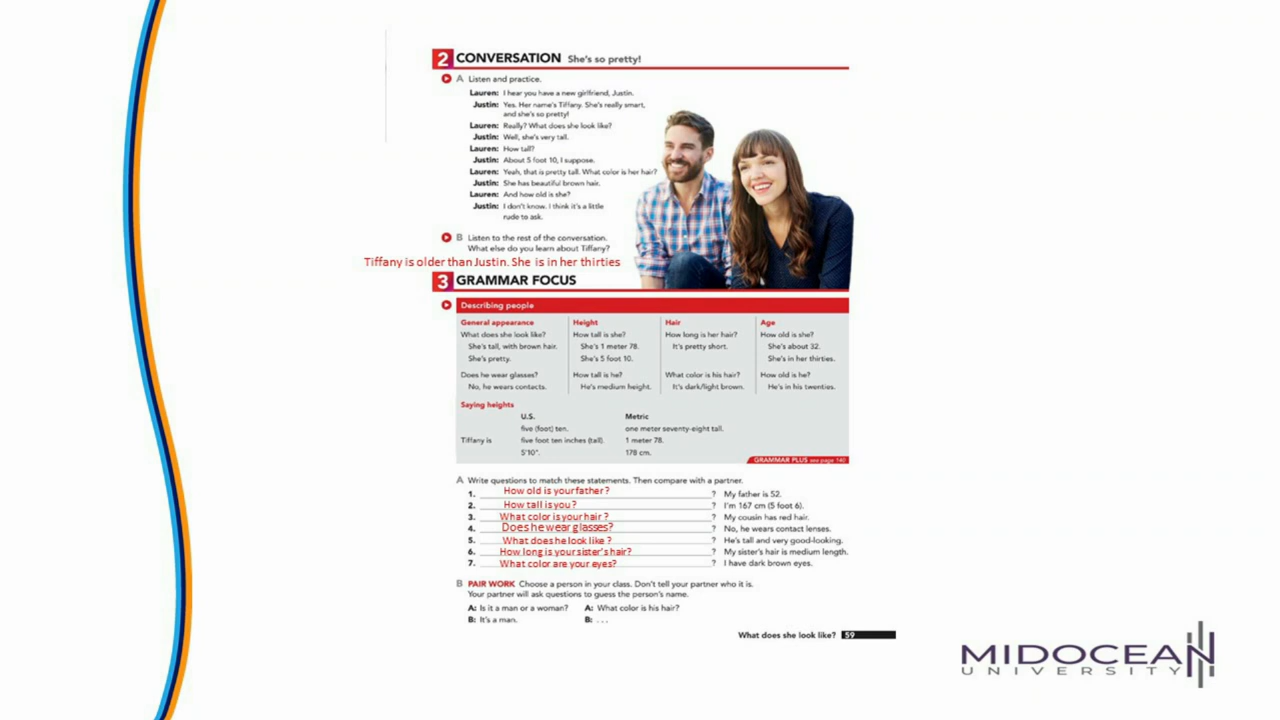 2 CONVERSATION She's so pretty!
A Listen and practice.
Lauren: I hear you have a new girlfriend, Justin.
Justin: Yes. Her name's Tiffany. She's really smart,
and she's so pretty!
Lauren: Really? What does she look like?
Justin: Well, she's very tall.
Lauren: How tall?
Justin: About 5 foot 10, I suppose.
Lauren: Yeah, that is pretty tall. What color is her hair?
Justin: She has beautiful brown hair.
Lauren: And how old is she?
Justin: I don't know. I think it's a little
rude to ask.
B Listen to the rest of the conversation.
What else do you learn about Tiffany?
Tiffany is older than Justin. She is in her thirties
3 GRAMMAR FOCUS
Describing people
General appearance Height Hair Age
What does she look like? How tall is she? How long is her hair? How old is she?
She's tall, with brown hair. She's 1 meter 78. It's pretty short. She's about 32.
She's pretty. She's 5 foot 10. She's in her thirties.
Does he wear glasses? How tall is he? What color is his hair? How old is he?
No, he wears contacts. He's medium height. It's dark/light brown. He's in his twenties.
Saying heights
U.S. Metric
five (foot) ten. one meter seventy-eight tall.
Tiffany is five foot ten inches (tall). 1 meter 78.
5'10". 178 cm.
GRAMMAR PLUS see page 140
A Write questions to match these statements. Then compare with a partner.
1. How old is your father? ? My father is 52.
2. How tall is you? ? I'm 167 cm (5 foot 6).
3. What color is your hair ? ? My cousin has red hair.
4. Does he wear glasses? ? No, he wears contact lenses.
5. What does he look like ? ? He's tall and very good-looking.
6. How long is your sister's hair? ? My sister's hair is medium length.
7. What color are your eyes? ? I have dark brown eyes.
B PAIR WORK Choose a person in your class. Don't tell your partner who it is.
Your partner will ask questions to guess the person's name.
A: Is it a man or a woman? A: What color is his hair?
B: It's a man. B: . . .
What does she look like? 59
MIDOCEAN
UNIVERSITY